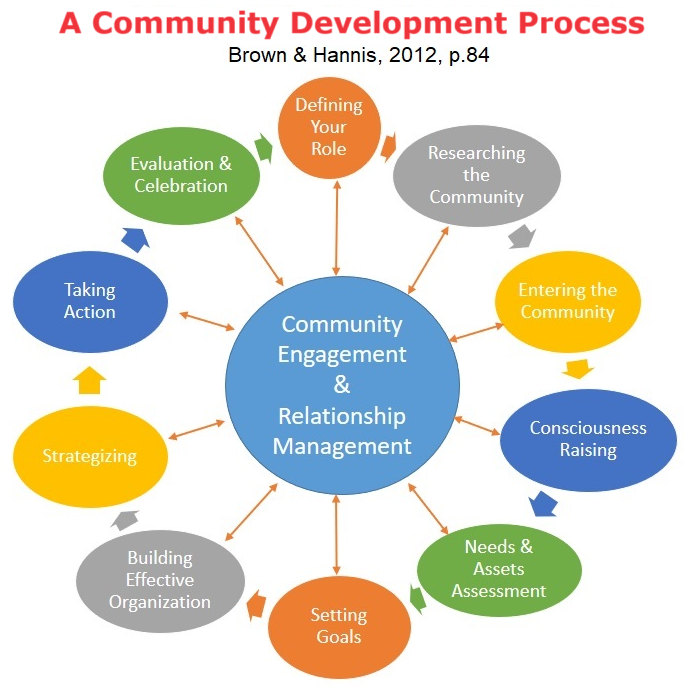 A Community Development Process
Brown & Hannis, 2012, p.84
Defining
Your
Role
Researching
the
Community
Entering the
Community
Consciousness
Raising
Needs &
Assets
Assessment
Setting
Goals
Building
Effective
Organization
Strategizing
Taking
Action
Evaluation &
Celebration
Community
Engagement
&
Relationship
Management